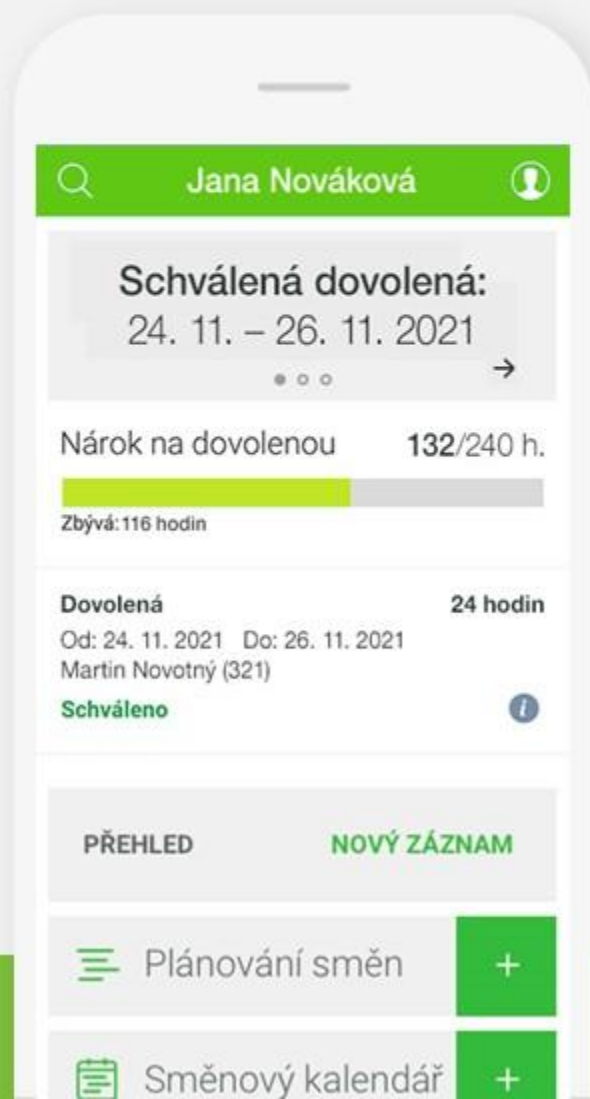 Jana Nováková
Schválená dovolená:
24. 11. – 26. 11. 2021
Nárok na dovolenou 132/240 h.
Zbývá: 116 hodin
Dovolená 24 hodin
Od: 24. 11. 2021 Do: 26. 11. 2021
Martin Novotný (321)
Schváleno
PŘEHLED NOVÝ ZÁZNAM
Plánování směn +
Směnový kalendář +